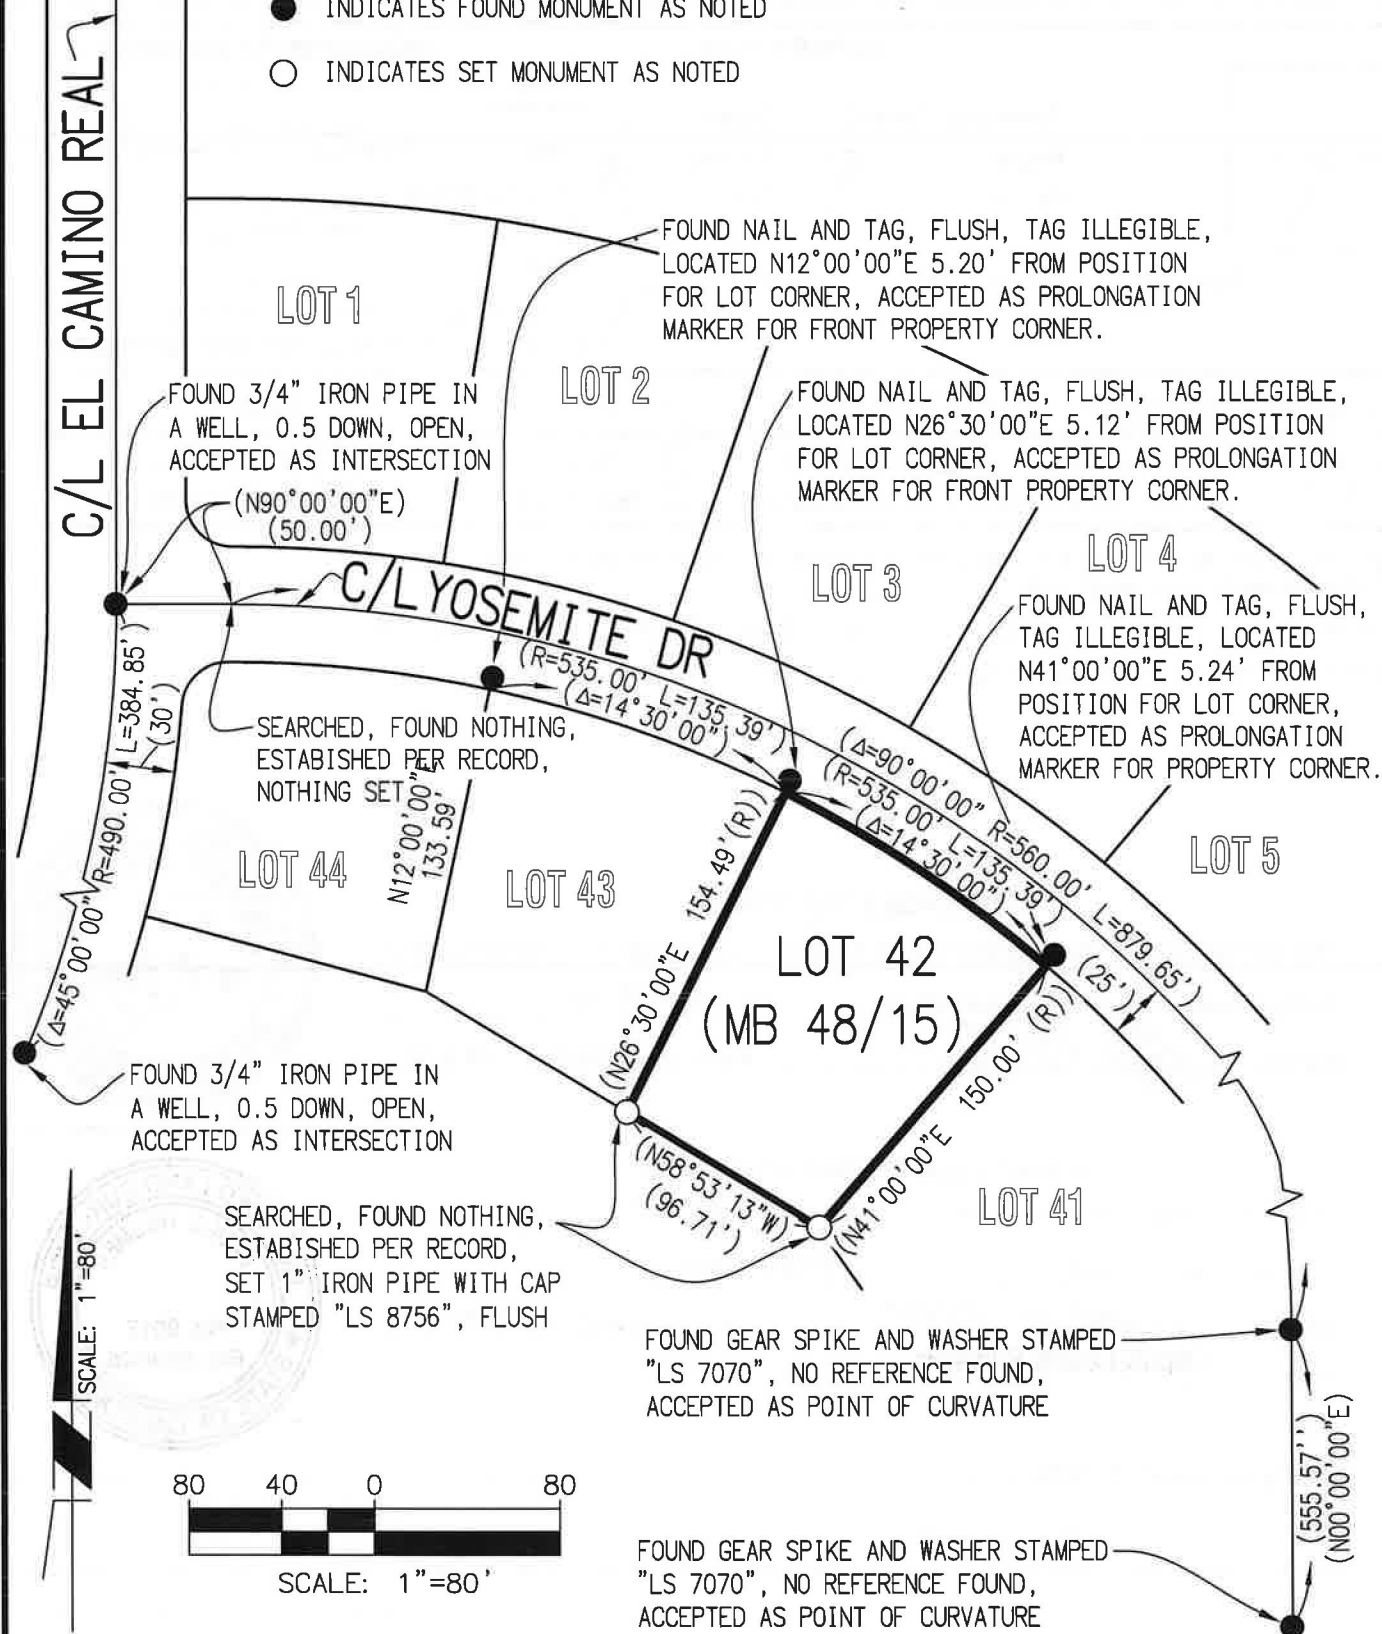 INDICATES FOUND MONUMENT AS NOTED
INDICATES SET MONUMENT AS NOTED
C/L EL CAMINO REAL
FOUND NAIL AND TAG, FLUSH, TAG ILLEGIBLE,
LOCATED N12°00'00"E 5.20' FROM POSITION
FOR LOT CORNER, ACCEPTED AS PROLONGATION
MARKER FOR FRONT PROPERTY CORNER.
LOT 1
LOT 2
FOUND 3/4" IRON PIPE IN
A WELL, 0.5 DOWN, OPEN,
ACCEPTED AS INTERSECTION
(N90°00'00"E)
(50.00')
FOUND NAIL AND TAG, FLUSH, TAG ILLEGIBLE,
LOCATED N26°30'00"E 5.12' FROM POSITION
FOR LOT CORNER, ACCEPTED AS PROLONGATION
MARKER FOR FRONT PROPERTY CORNER.
LOT 3
LOT 4
C/L YOSEMITE DR
FOUND NAIL AND TAG, FLUSH,
TAG ILLEGIBLE, LOCATED
N41°00'00"E 5.24' FROM
POSITION FOR LOT CORNER,
ACCEPTED AS PROLONGATION
MARKER FOR PROPERTY CORNER.
(R=535.00' L=135.39')
(Δ=14°30'00")
(Δ=90°00'00" R=560.00' L=879.65')
(R=535.00' L=135.39')
(Δ=14°30'00")
(25')
(Δ=45°00'00" R=490.00' L=384.85')
(30')
SEARCHED, FOUND NOTHING,
ESTABISHED PER RECORD,
NOTHING SET
N12°00'00"E
133.59'
LOT 44
LOT 43
LOT 5
(N26°30'00"E 154.49'(R))
LOT 42
(MB 48/15)
(N41°00'00"E 150.00' (R))
FOUND 3/4" IRON PIPE IN
A WELL, 0.5 DOWN, OPEN,
ACCEPTED AS INTERSECTION
(N58°53'13"W)
(96.71')
LOT 41
SEARCHED, FOUND NOTHING,
ESTABISHED PER RECORD,
SET 1" IRON PIPE WITH CAP
STAMPED "LS 8756", FLUSH
SCALE: 1"=80'
FOUND GEAR SPIKE AND WASHER STAMPED
"LS 7070", NO REFERENCE FOUND,
ACCEPTED AS POINT OF CURVATURE
(555.57'')
(N00°00'00"E)
80 40 0 80
SCALE: 1"=80'
FOUND GEAR SPIKE AND WASHER STAMPED
"LS 7070", NO REFERENCE FOUND,
ACCEPTED AS POINT OF CURVATURE